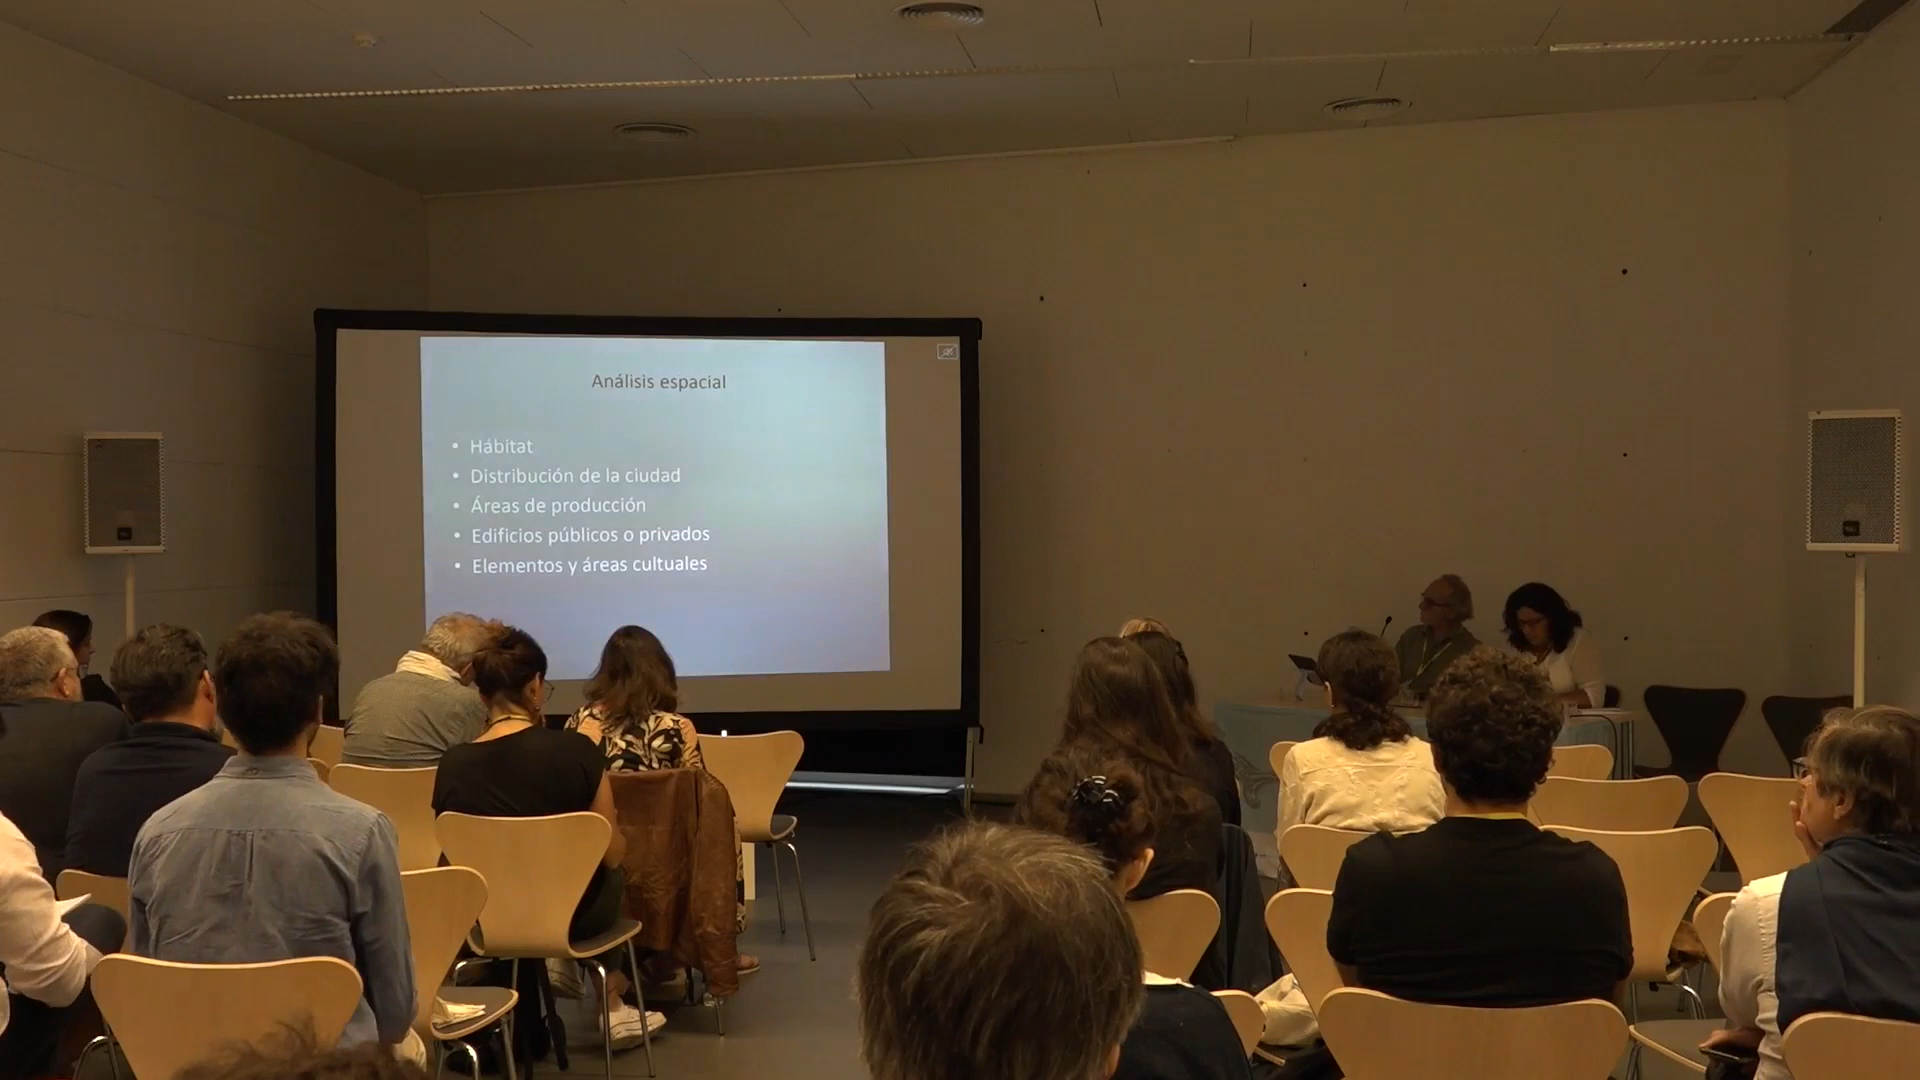 Análisis espacial
• Hábitat
• Distribución de la ciudad
• Áreas de producción
• Edificios públicos o privados
• Elementos y áreas cultuales